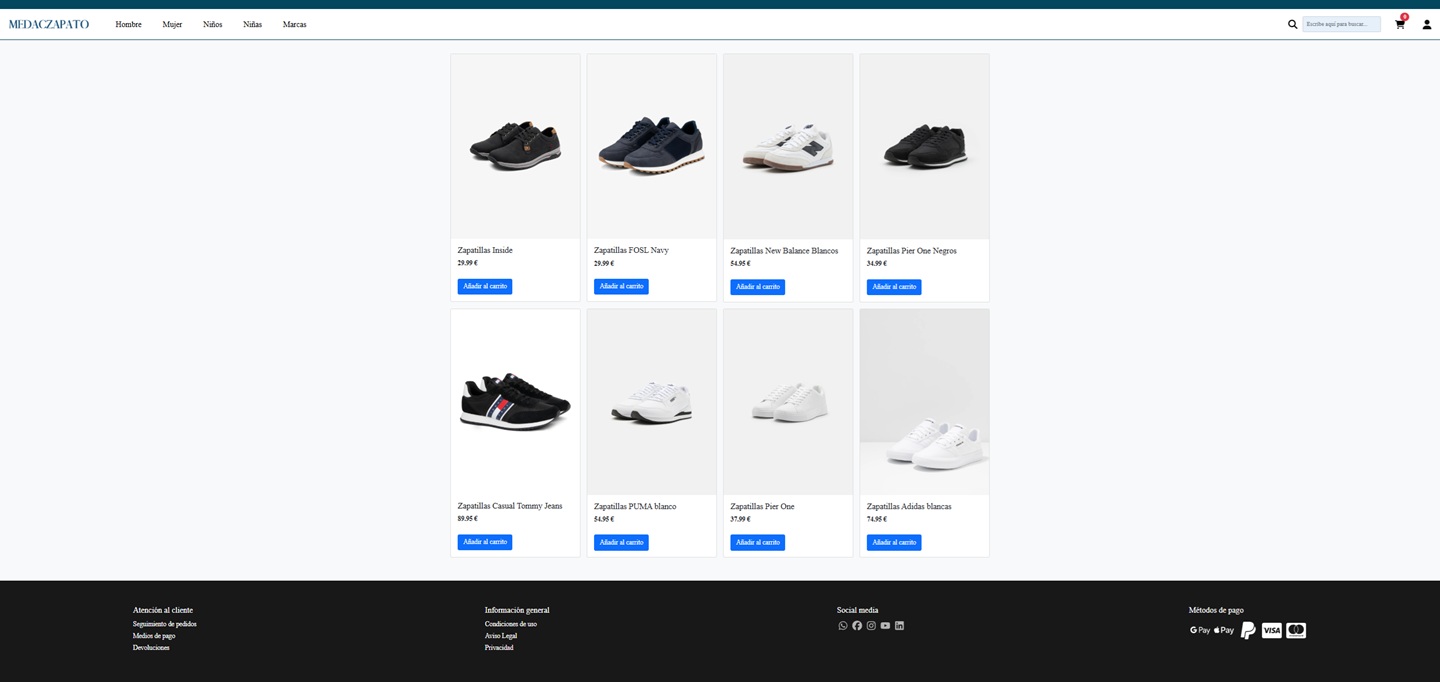 MEDACZAPATO
Hombre Mujer Niños Niñas Marcas
Escribe aquí para buscar...
0
Zapatillas Inside
29.99 €
Añadir al carrito
Zapatillas FOSL Navy
29.99 €
Añadir al carrito
Zapatillas New Balance Blancos
54.95 €
Añadir al carrito
Zapatillas Pier One Negros
34.99 €
Añadir al carrito
Zapatillas Casual Tommy Jeans
89.95 €
Añadir al carrito
Zapatillas PUMA blanco
54.95 €
Añadir al carrito
Zapatillas Pier One
37.99 €
Añadir al carrito
Zapatillas Adidas blancas
74.95 €
Añadir al carrito
Atención al cliente
Seguimiento de pedidos
Medios de pago
Devoluciones
Información general
Condiciones de uso
Aviso Legal
Privacidad
Social media
Métodos de pago
G Pay Pay VISA